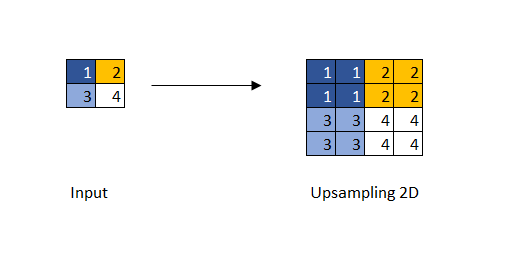 1 2
3 4
1 1 2 2
1 1 2 2
3 3 4 4
3 3 4 4
Input
Upsampling 2D